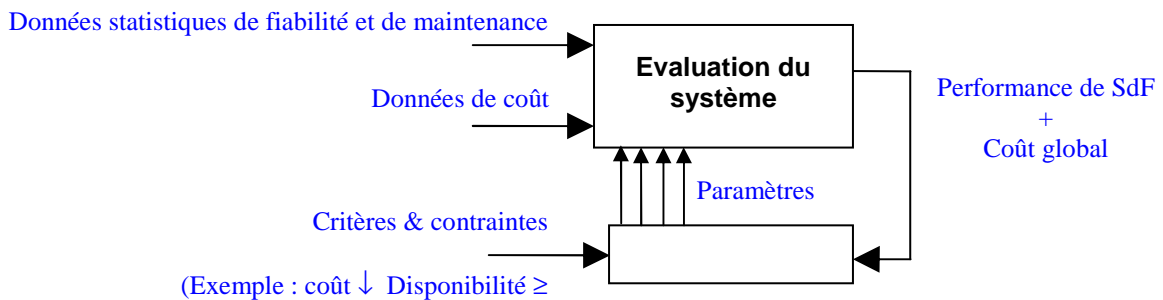 Données statistiques de fiabilité et de maintenance
Evaluation du
système
Données de coût
Performance de SdF
+
Coût global
Paramètres
Critères & contraintes
(Exemple : coût ↓ Disponibilité ≥